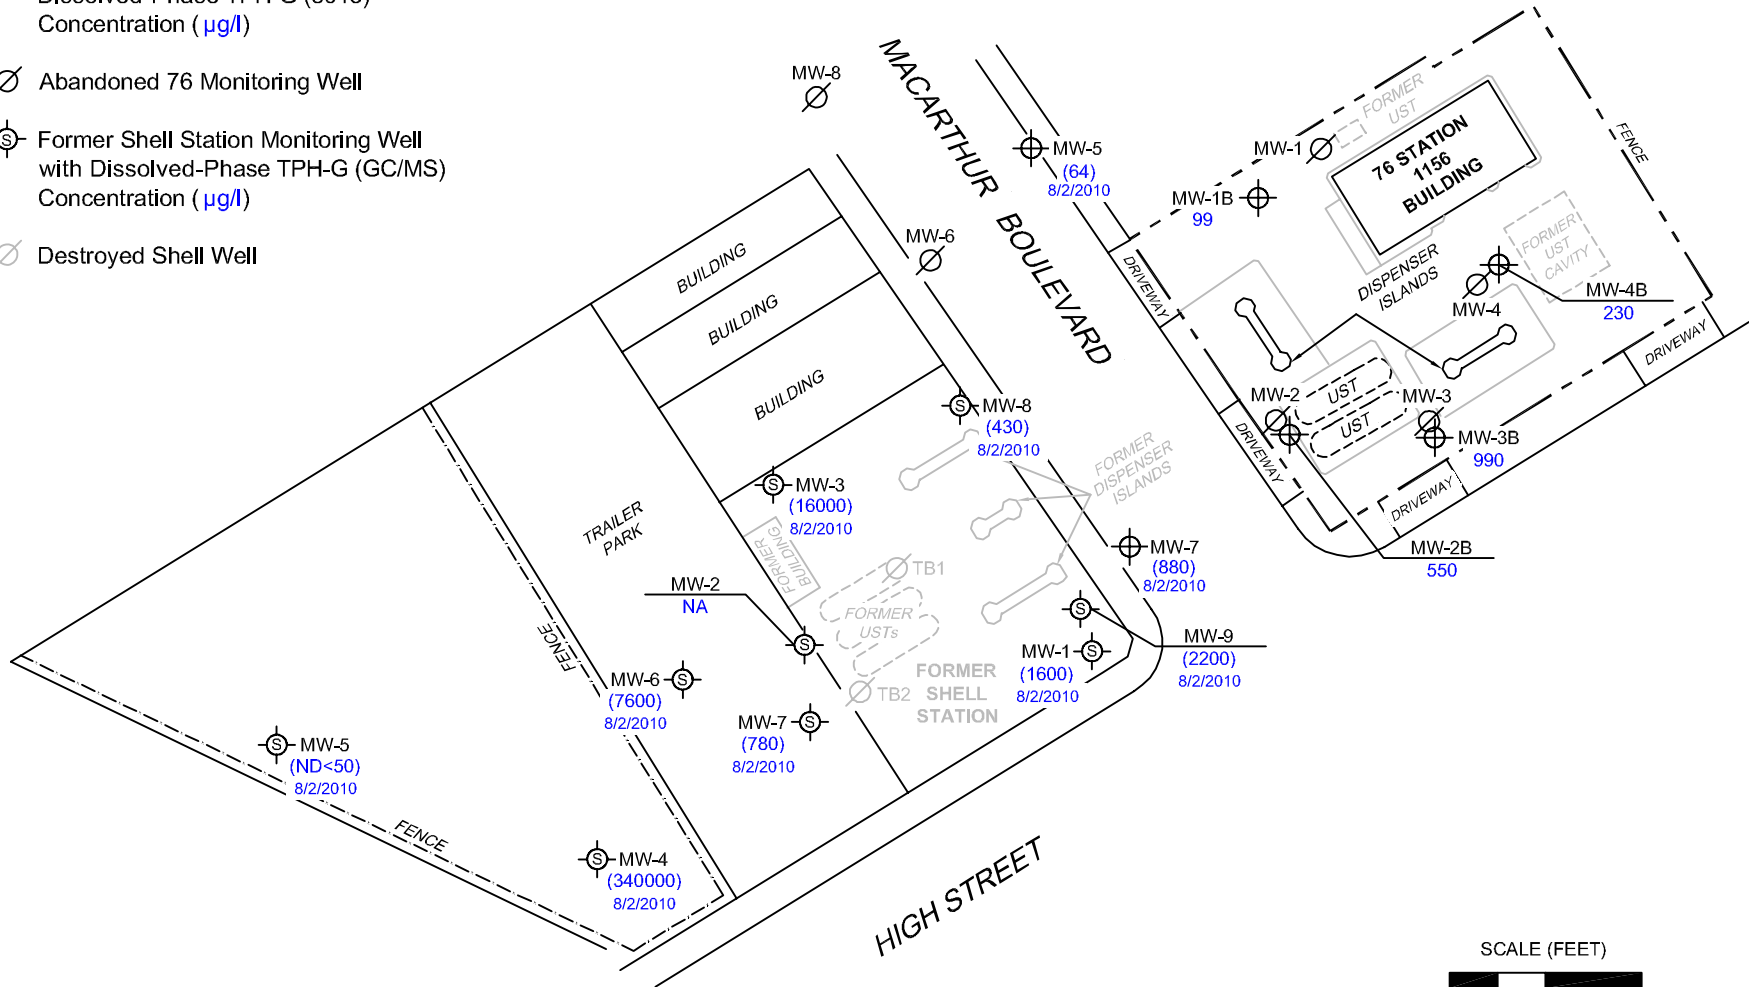 Concentration (µg/l)
Abandoned 76 Monitoring Well
Former Shell Station Monitoring Well
with Dissolved-Phase TPH-G (GC/MS)
Concentration (µg/l)
Destroyed Shell Well
MACARTHUR BOULEVARD
HIGH STREET
MW-8
MW-6
MW-5
(64)
8/2/2010
MW-1
MW-1B
99
FORMER
UST
76 STATION
1156
BUILDING
FENCE
FORMER
UST
CAVITY
DISPENSER
ISLANDS
MW-4
MW-4B
230
DRIVEWAY
DRIVEWAY
DRIVEWAY
DRIVEWAY
MW-2
UST
UST
MW-3
MW-3B
990
MW-2B
550
BUILDING
BUILDING
BUILDING
S
MW-8
(430)
8/2/2010
FORMER
DISPENSER
ISLANDS
S
MW-3
(16000)
8/2/2010
TRAILER
PARK
FORMER
BUILDING
TB1
MW-7
(880)
8/2/2010
MW-2
NA
S
FORMER
USTs
S
MW-9
(2200)
8/2/2010
MW-1
S
(1600)
8/2/2010
FENCE
MW-6
S
(7600)
8/2/2010
TB2
FORMER
SHELL
STATION
MW-7
S
(780)
8/2/2010
S
MW-5
(ND<50)
8/2/2010
FENCE
S
MW-4
(340000)
8/2/2010
SCALE (FEET)